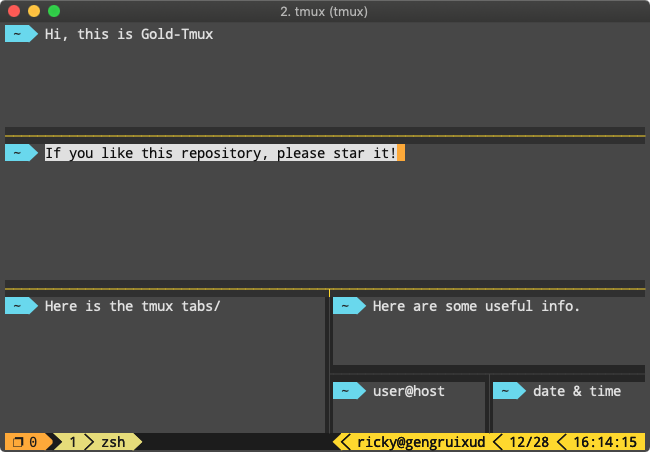 2. tmux (tmux)
~ Hi, this is Gold-Tmux
~ If you like this repository, please star it!
~ Here is the tmux tabs/
~ Here are some useful info.
~ user@host
~ date & time
0 1 zsh ricky@gengruixud 12/28 16:14:15